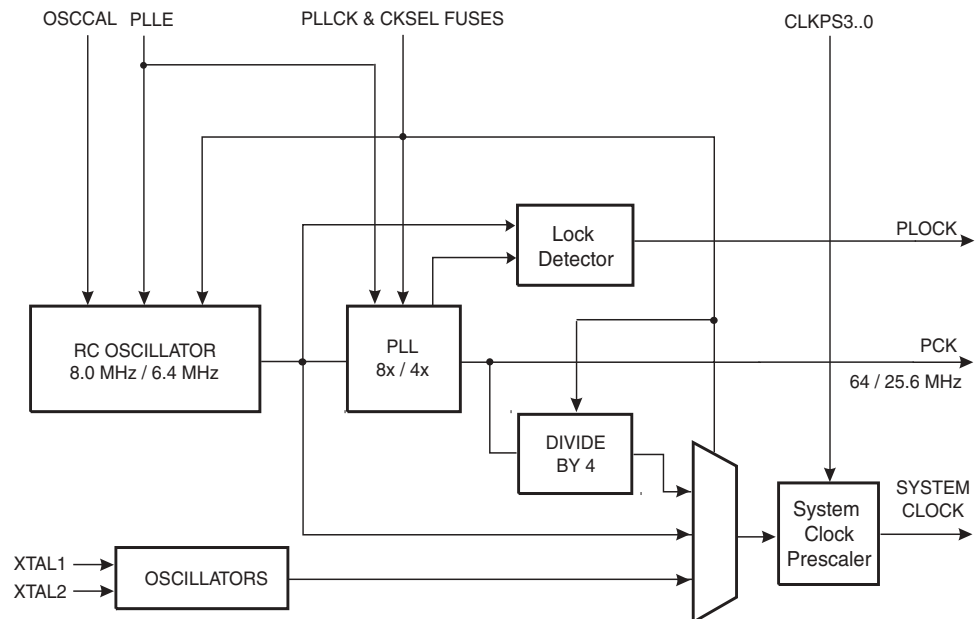 OSCCAL PLLE PLLCK & CKSEL FUSES CLKPS3..0
Lock
Detector
PLOCK
RC OSCILLATOR
8.0 MHz / 6.4 MHz
PLL
8x / 4x
PCK
64 / 25.6 MHz
DIVIDE
BY 4
System
Clock
Prescaler
SYSTEM
CLOCK
XTAL1
XTAL2
OSCILLATORS